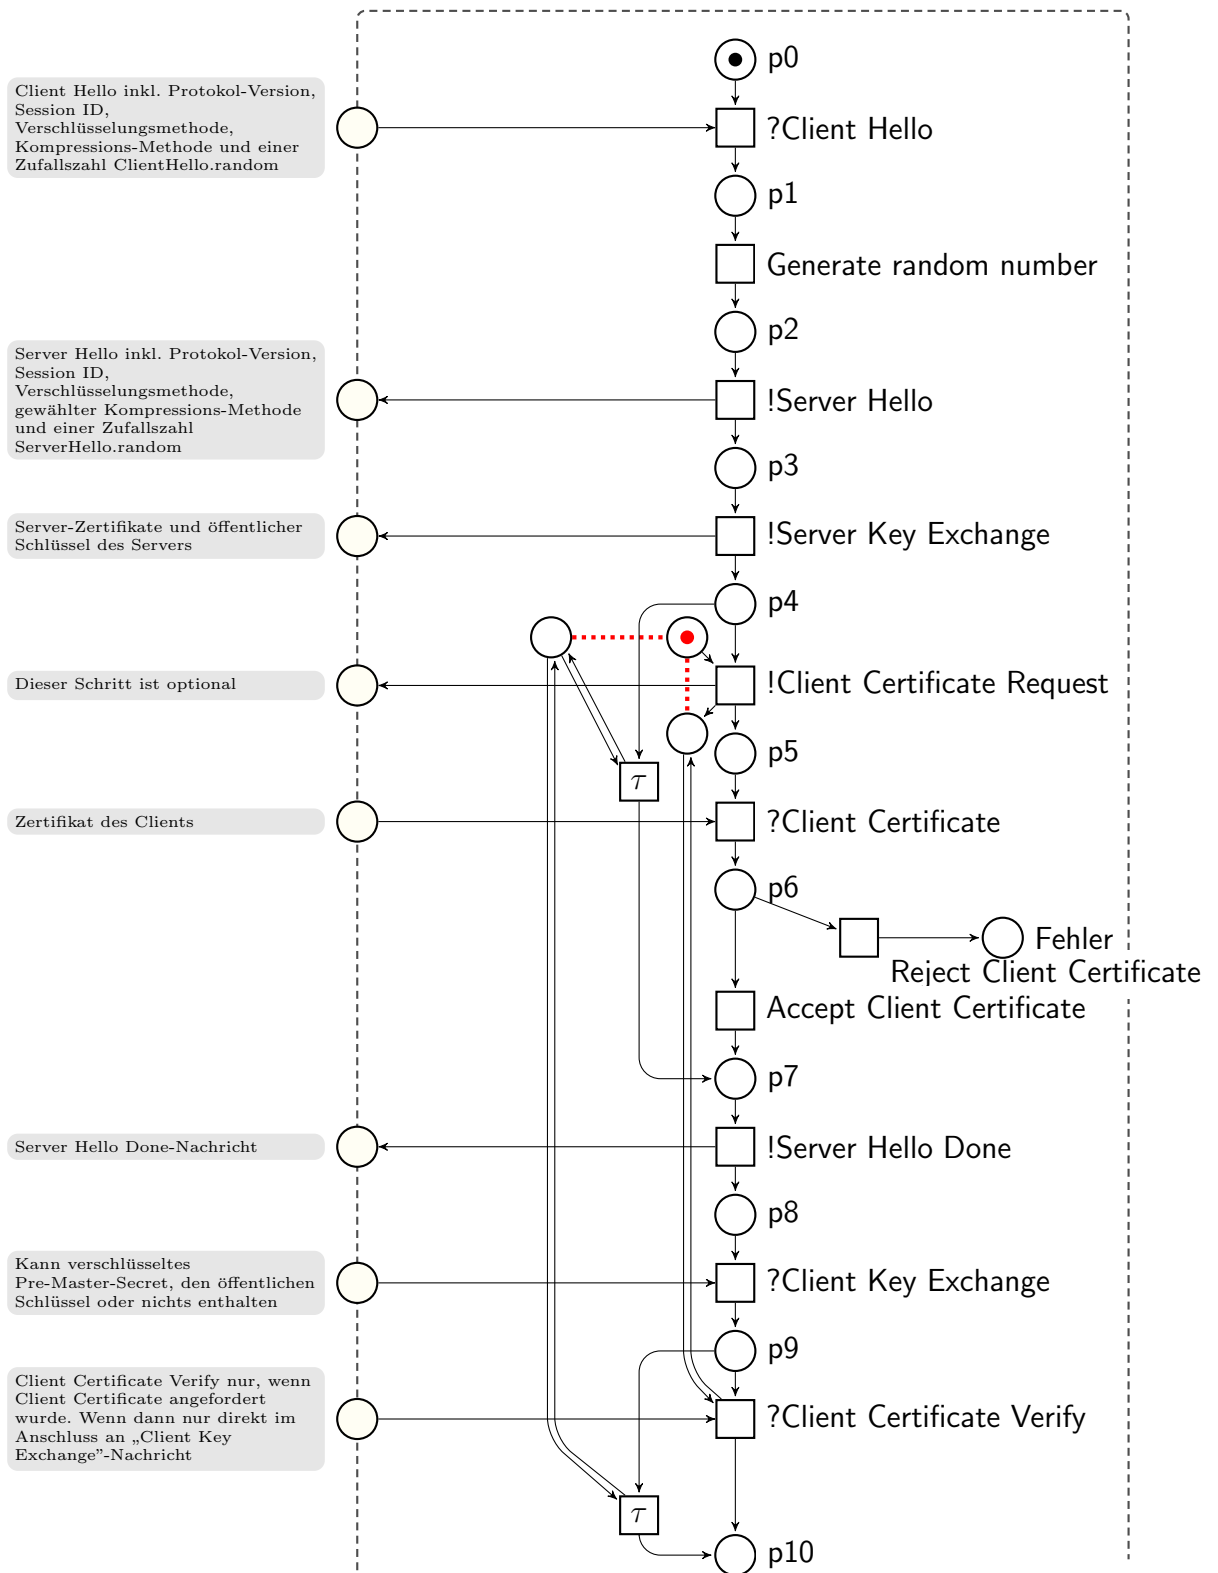 p0
Client Hello inkl. Protokol-Version,
Session ID,
Verschlüsselungsmethode,
Kompressions-Methode und einer
Zufallszahl ClientHello.random
?Client Hello
p1
Generate random number
p2
Server Hello inkl. Protokol-Version,
Session ID,
Verschlüsselungsmethode,
gewählter Kompressions-Methode
und einer Zufallszahl
ServerHello.random
!Server Hello
p3
Server-Zertifikate und öffentlicher
Schlüssel des Servers
!Server Key Exchange
p4
Dieser Schritt ist optional
!Client Certificate Request
p5
τ
Zertifikat des Clients
?Client Certificate
p6
Fehler
Reject Client Certificate
Accept Client Certificate
p7
Server Hello Done-Nachricht
!Server Hello Done
p8
Kann verschlüsseltes
Pre-Master-Secret, den öffentlichen
Schlüssel oder nichts enthalten
?Client Key Exchange
p9
Client Certificate Verify nur, wenn
Client Certificate angefordert
wurde. Wenn dann nur direkt im
Anschluss an „Client Key
Exchange”-Nachricht
?Client Certificate Verify
τ
p10